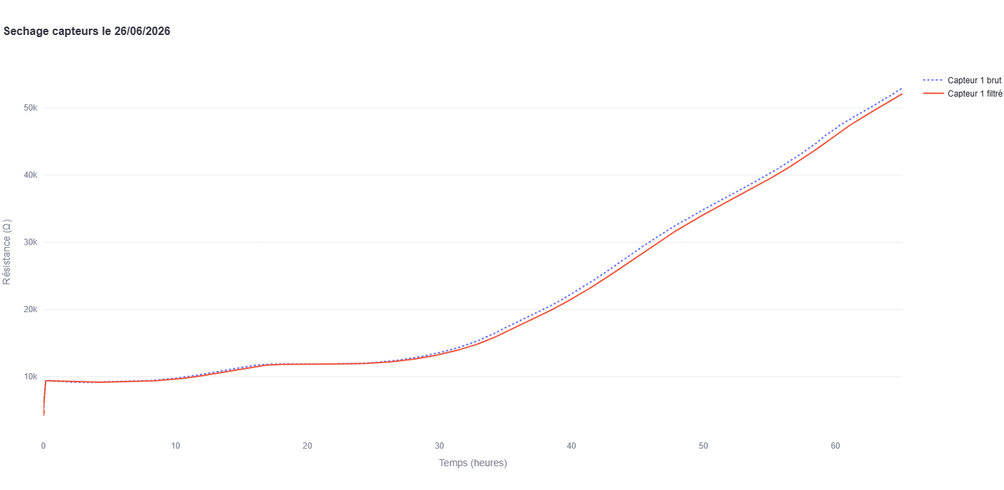 Sechage capteurs le 26/06/2026
Capteur 1 brut
Capteur 1 filtré
50k
40k
30k
20k
10k
Résistance (Ω)
0
10
20
30
40
50
60
Temps (heures)